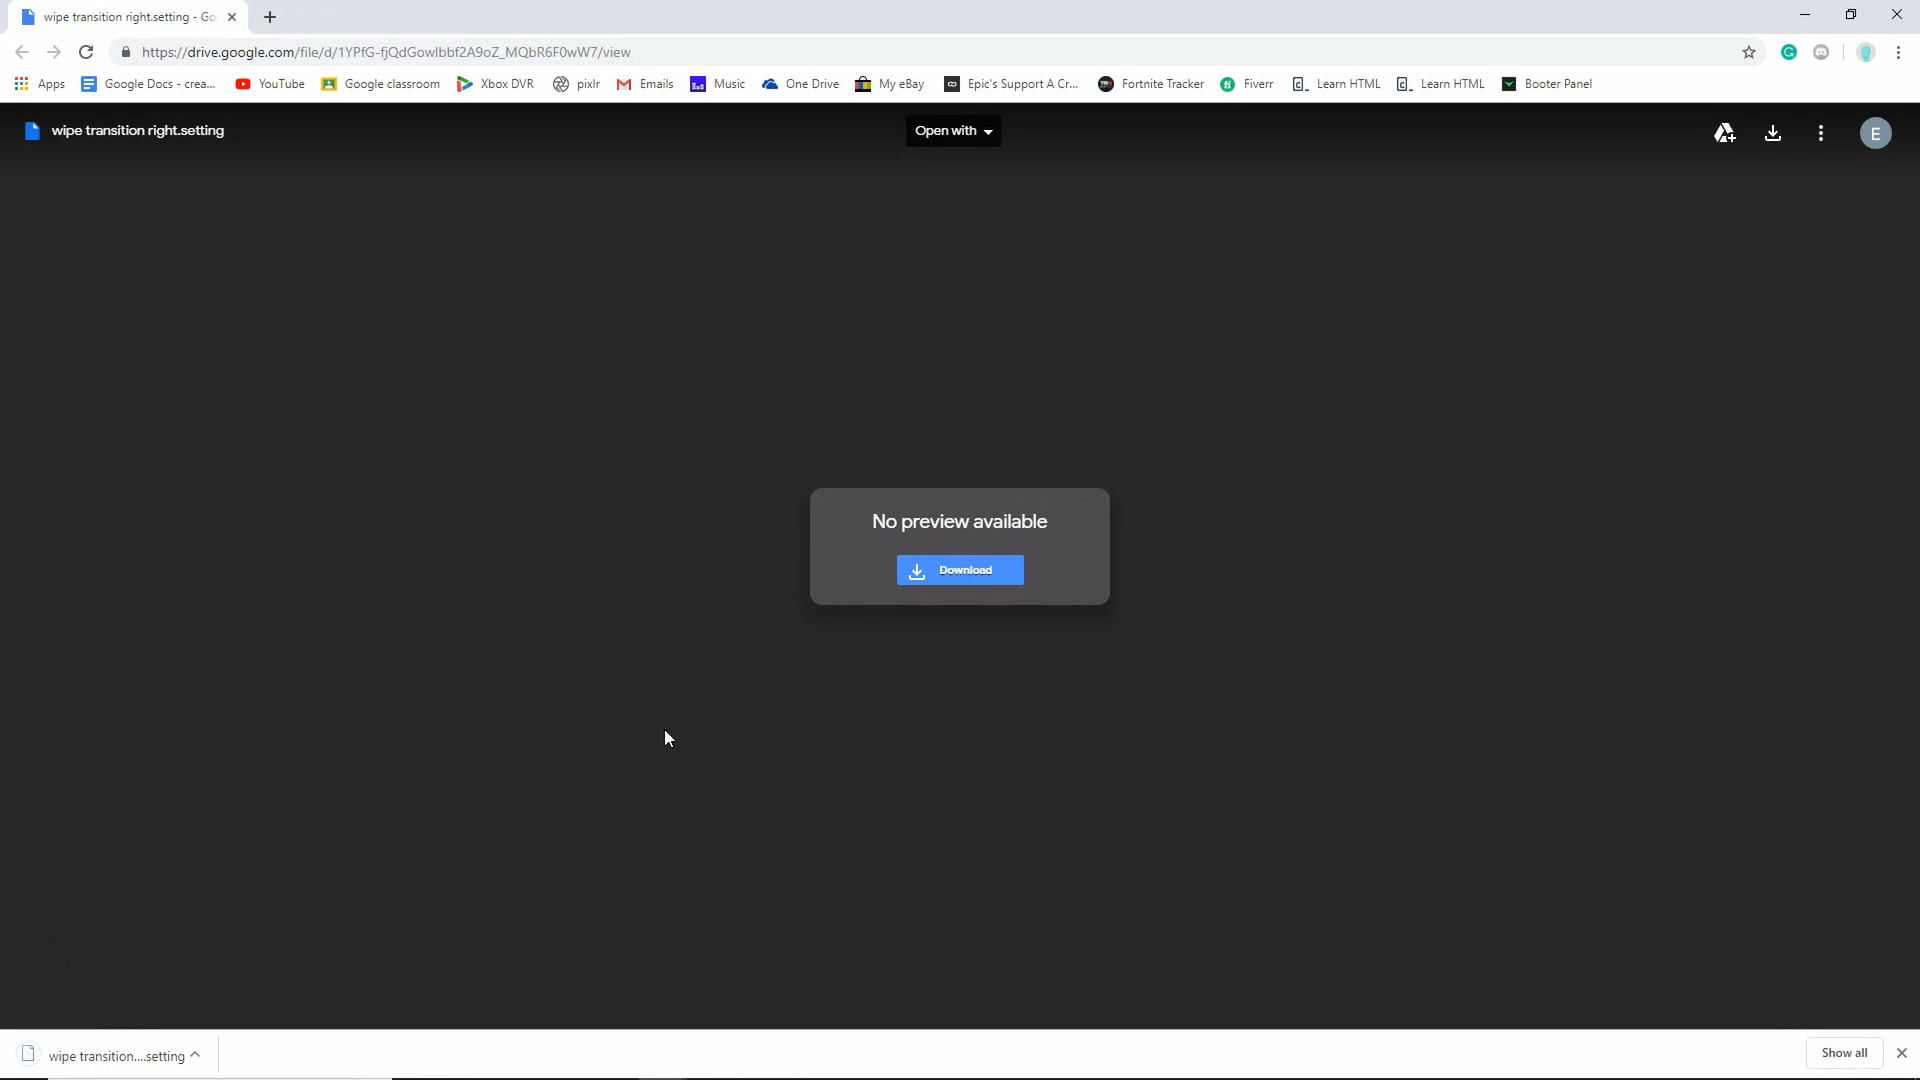 wipe transition right.setting - Go
https://drive.google.com/file/d/1YPfG-fjQdGowlbbf2A9oZ_MQbR6F0wW7/view
Apps Google Docs - crea... YouTube Google classroom Xbox DVR pixlr Emails Music One Drive My eBay Epic's Support A Cr... Fortnite Tracker Fiverr Learn HTML Learn HTML Booter Panel
wipe transition right.setting Open with E
No preview available
Download
wipe transition....setting Show all